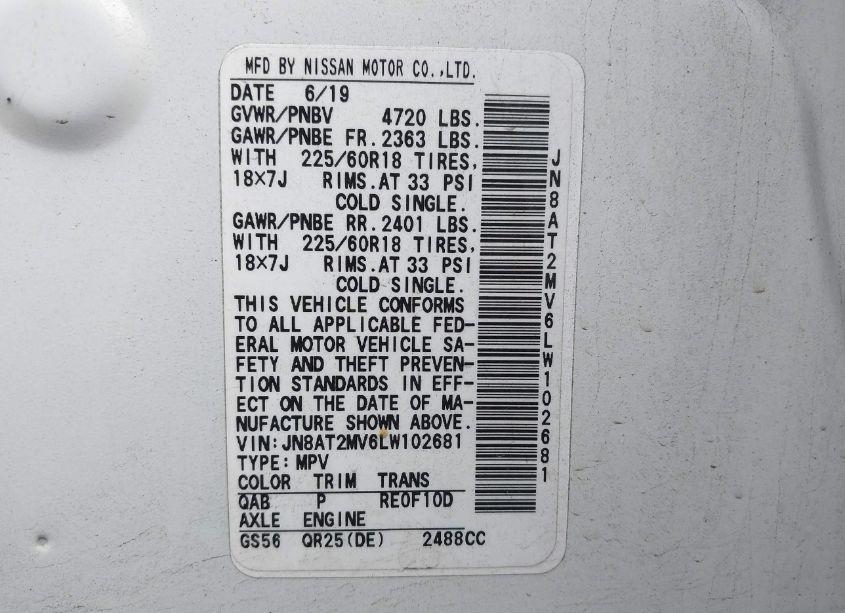 MFD BY NISSAN MOTOR CO.,LTD.
DATE 6/19
GVWR/PNBV 4720 LBS.
GAWR/PNBE FR.2363 LBS.
WITH 225/60R18 TIRES,
18×7J RIMS.AT 33 PSI
COLD SINGLE.
GAWR/PNBE RR.2401 LBS.
WITH 225/60R18 TIRES,
18×7J RIMS.AT 33 PSI
COLD SINGLE.
THIS VEHICLE CONFORMS
TO ALL APPLICABLE FED-
ERAL MOTOR VEHICLE SA-
FETY AND THEFT PREVEN-
TION STANDARDS IN EFF-
ECT ON THE DATE OF MA-
NUFACTURE SHOWN ABOVE.
VIN:JN8AT2MV6LW102681
TYPE:MPV
COLOR TRIM TRANS
QAB P RE0F10D
AXLE ENGINE
GS56 QR25(DE) 2488CC
JN8AT2MV6LW102681